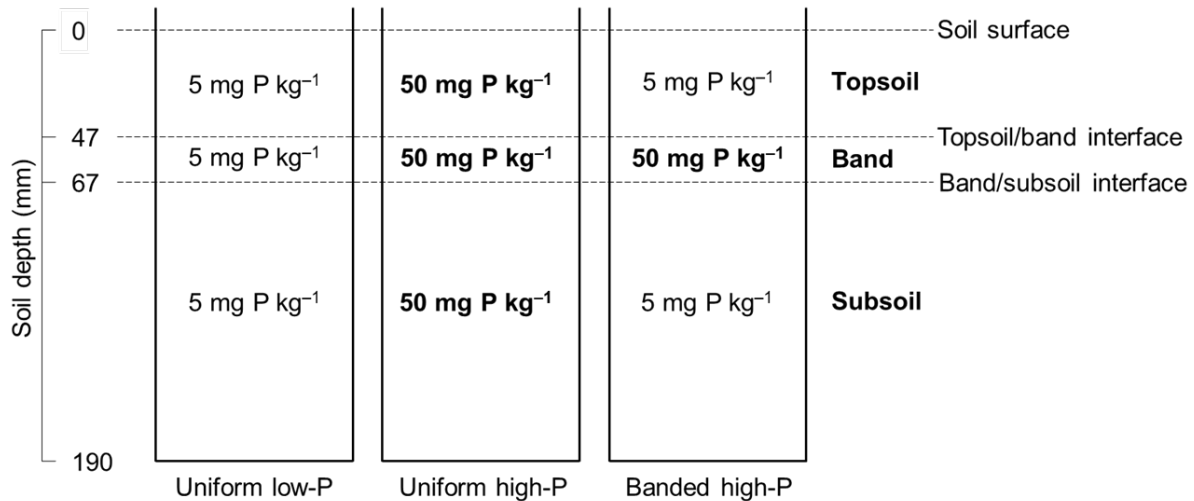 0 Soil surface
5 mg P kg⁻¹ 50 mg P kg⁻¹ 5 mg P kg⁻¹ Topsoil
47 Topsoil/band interface
5 mg P kg⁻¹ 50 mg P kg⁻¹ 50 mg P kg⁻¹ Band
67 Band/subsoil interface
Soil depth (mm)
5 mg P kg⁻¹ 50 mg P kg⁻¹ 5 mg P kg⁻¹ Subsoil
190
Uniform low-P Uniform high-P Banded high-P